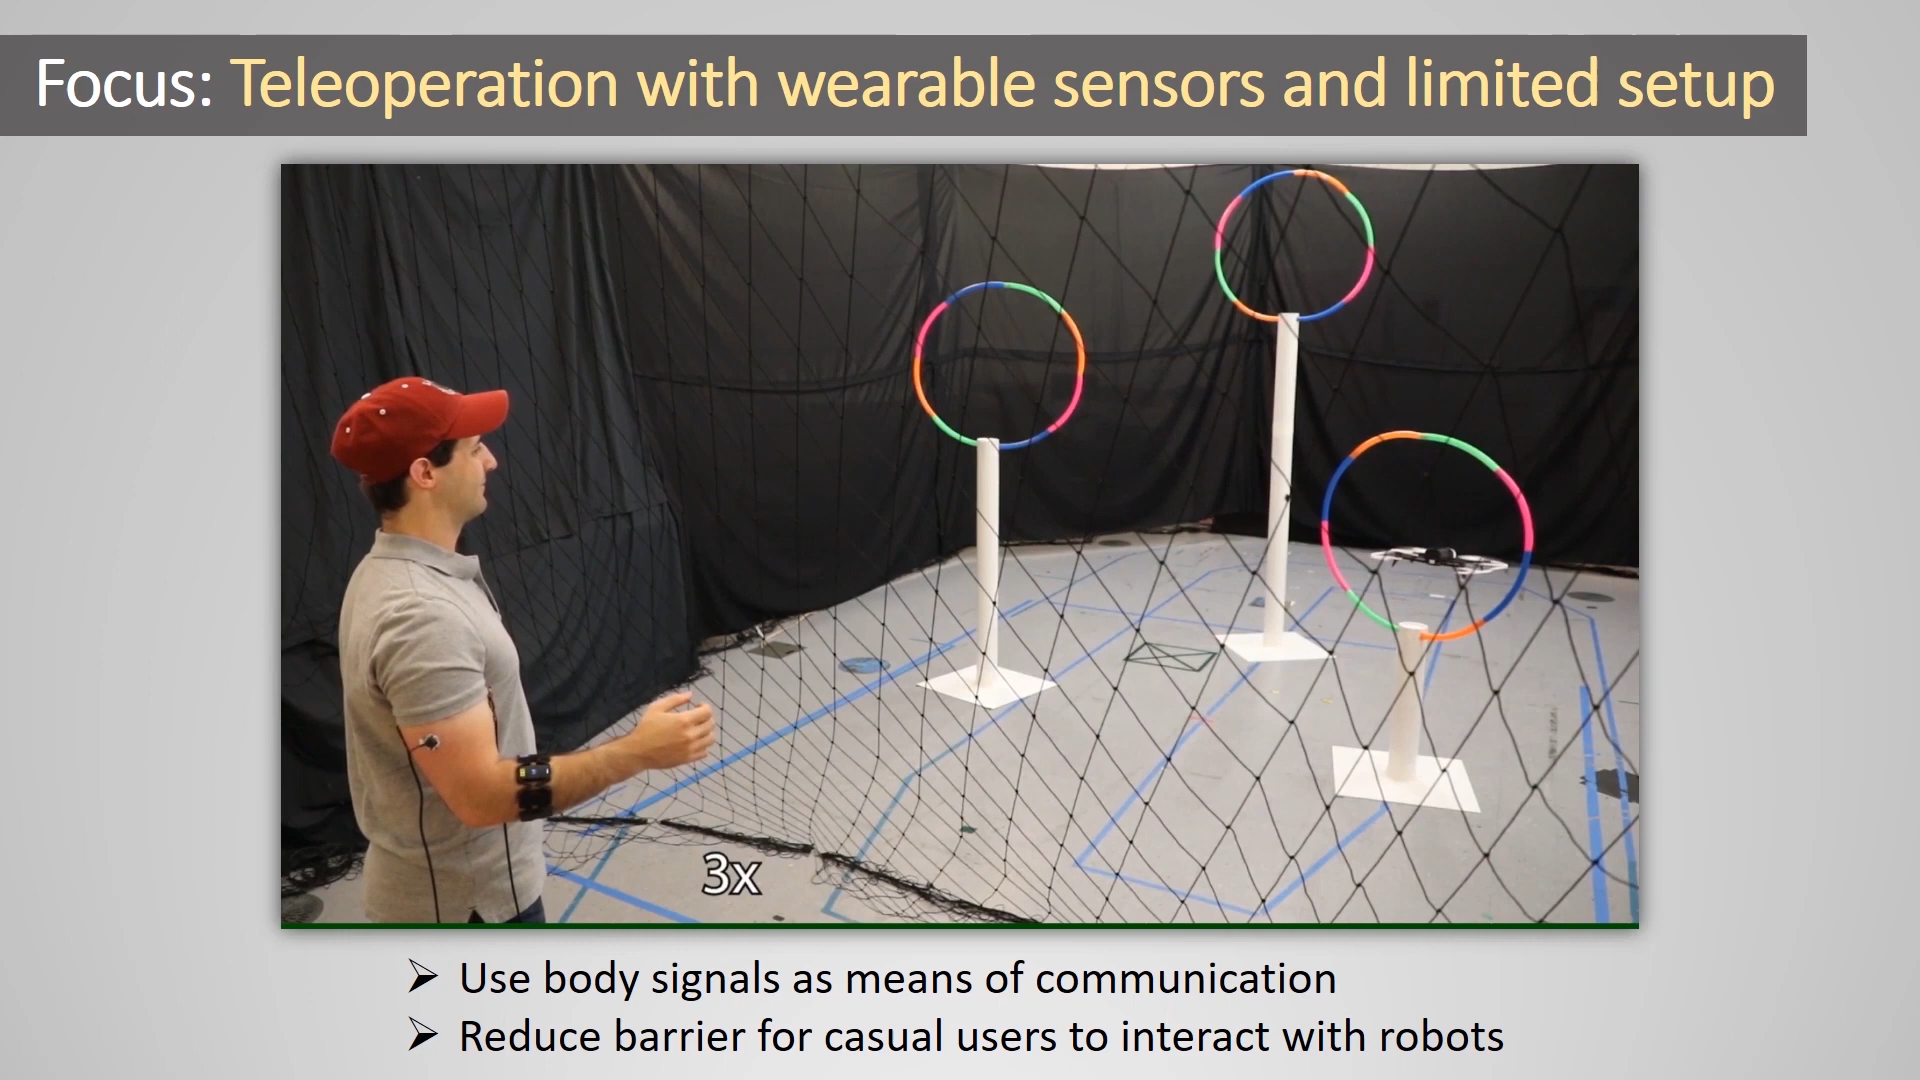 Focus: Teleoperation with wearable sensors and limited setup
3x
Use body signals as means of communication
Reduce barrier for casual users to interact with robots